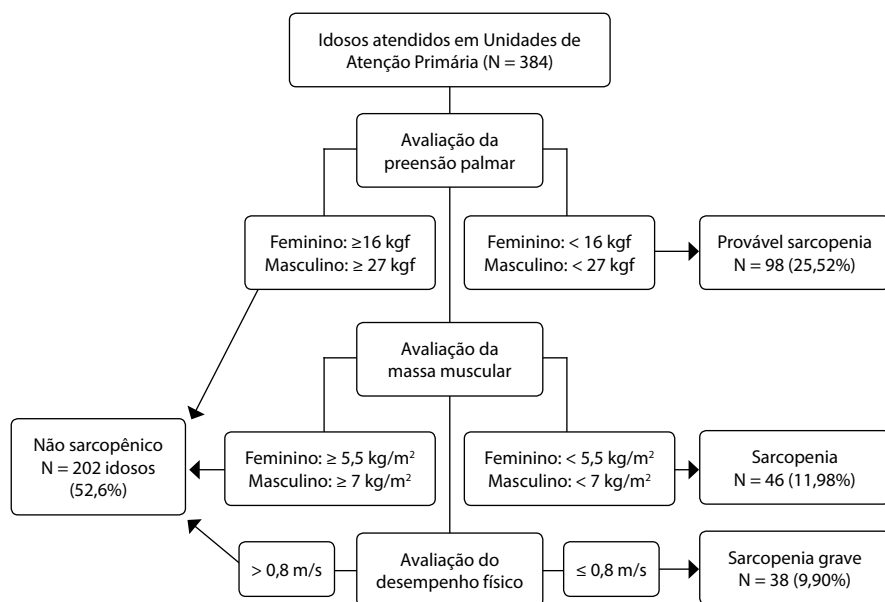 Idosos atendidos em Unidades de
Atenção Primária (N = 384)
Avaliação da
preensão palmar
Feminino: ≥16 kgf
Masculino: ≥ 27 kgf
Feminino: < 16 kgf
Masculino: < 27 kgf
Provável sarcopenia
N = 98 (25,52%)
Avaliação da
massa muscular
Não sarcopênico
N = 202 idosos
(52,6%)
Feminino: ≥ 5,5 kg/m²
Masculino: ≥ 7 kg/m²
Feminino: < 5,5 kg/m²
Masculino: < 7 kg/m²
Sarcopenia
N = 46 (11,98%)
> 0,8 m/s
Avaliação do
desempenho físico
≤ 0,8 m/s
Sarcopenia grave
N = 38 (9,90%)